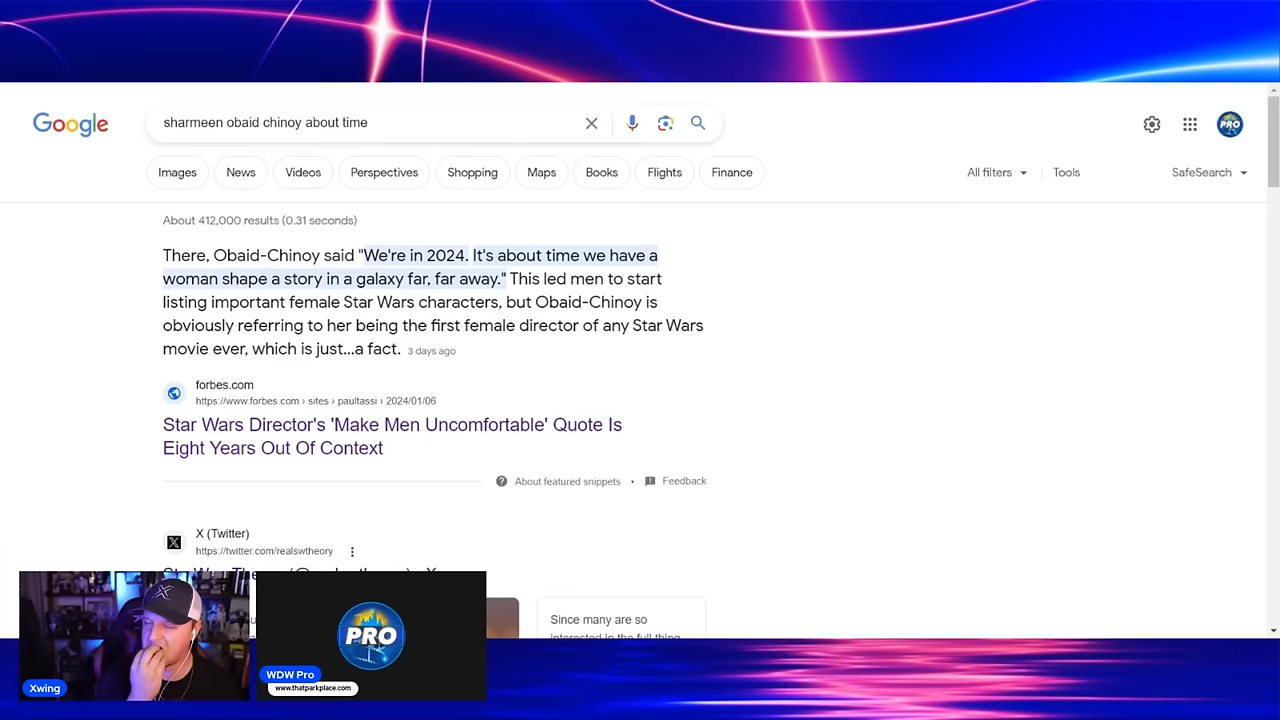 Google
sharmeen obaid chinoy about time
PRO
Images News Videos Perspectives Shopping Maps Books Flights Finance All filters Tools SafeSearch
About 412,000 results (0.31 seconds)
There, Obaid-Chinoy said "We're in 2024. It's about time we have a
woman shape a story in a galaxy far, far away." This led men to start
listing important female Star Wars characters, but Obaid-Chinoy is
obviously referring to her being the first female director of any Star Wars
movie ever, which is just...a fact. 3 days ago
forbes.com
https://www.forbes.com › sites › paultassi › 2024/01/06
Star Wars Director's 'Make Men Uncomfortable' Quote Is
Eight Years Out Of Context
About featured snippets • Feedback
X (Twitter)
https://twitter.com/realswtheory
Since many are so
interested in the full thing
X
PRO
Xwing
WDW Pro
www.thatparkplace.com